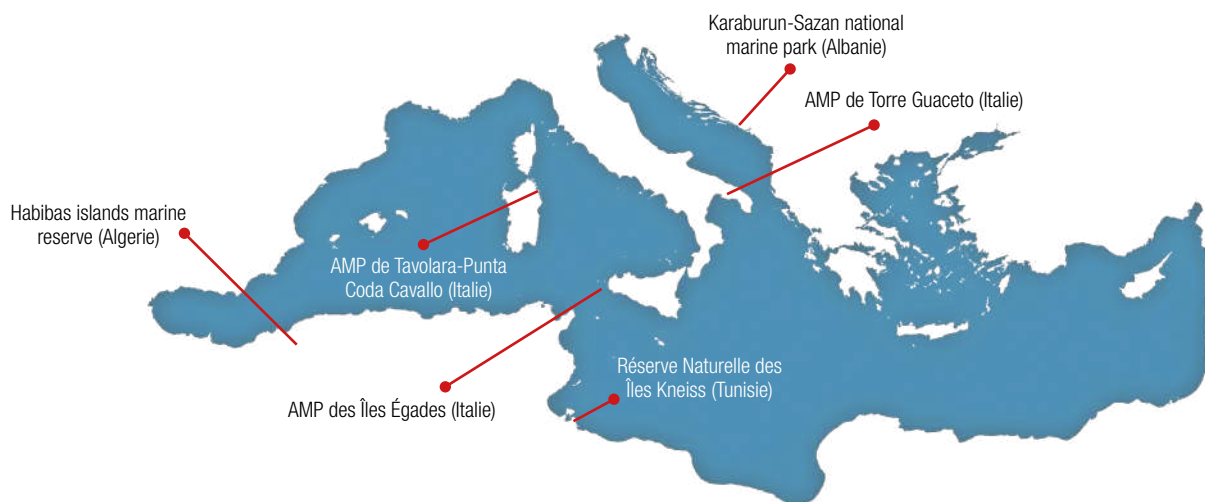 Karaburun-Sazan national
marine park (Albanie)
AMP de Torre Guaceto (Italie)
Habibas islands marine
reserve (Algerie)
AMP de Tavolara-Punta
Coda Cavallo (Italie)
Réserve Naturelle des
Îles Kneiss (Tunisie)
AMP des Îles Égades (Italie)